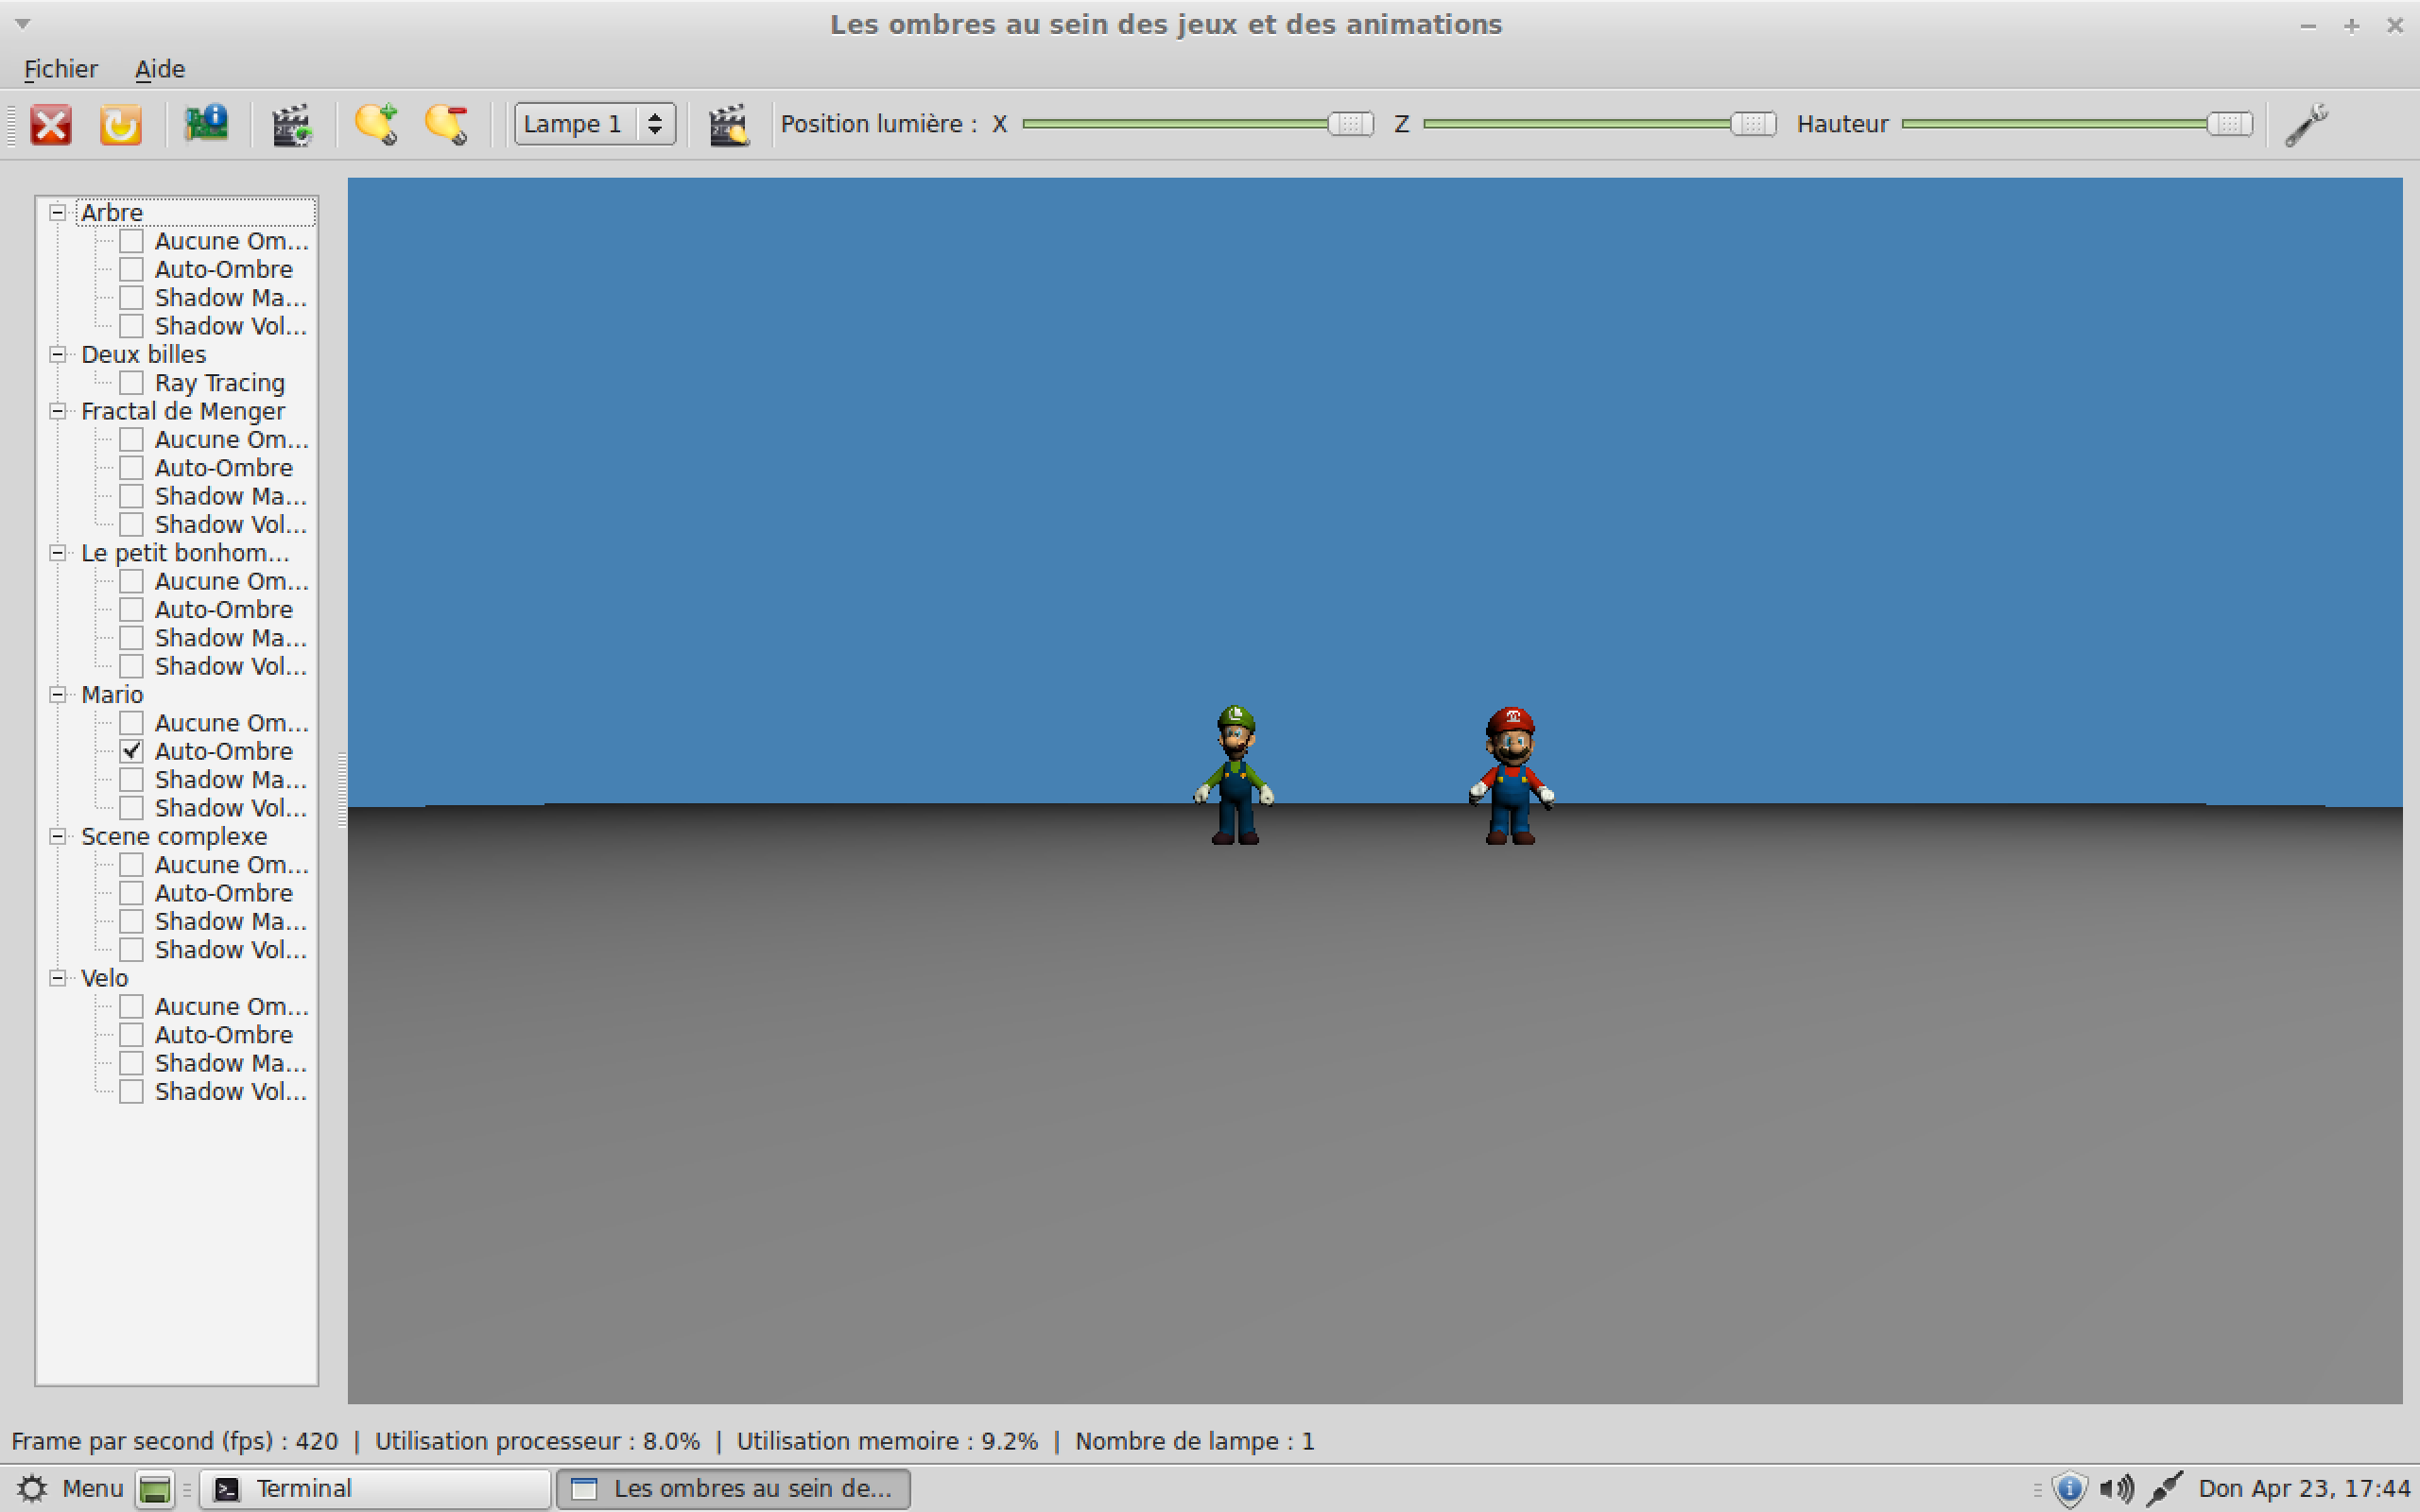 Les ombres au sein des jeux et des animations
Fichier Aide
Lampe 1 Position lumière : X Z Hauteur
Arbre
Aucune Om...
Auto-Ombre
Shadow Ma...
Shadow Vol...
Deux billes
Ray Tracing
Fractal de Menger
Aucune Om...
Auto-Ombre
Shadow Ma...
Shadow Vol...
Le petit bonhom...
Aucune Om...
Auto-Ombre
Shadow Ma...
Shadow Vol...
Mario
Aucune Om...
Auto-Ombre
Shadow Ma...
Shadow Vol...
Scene complexe
Aucune Om...
Auto-Ombre
Shadow Ma...
Shadow Vol...
Velo
Aucune Om...
Auto-Ombre
Shadow Ma...
Shadow Vol...
L M
Frame par second (fps) : 420 | Utilisation processeur : 8.0% | Utilisation memoire : 9.2% | Nombre de lampe : 1
Menu Terminal Les ombres au sein de... Don Apr 23, 17:44